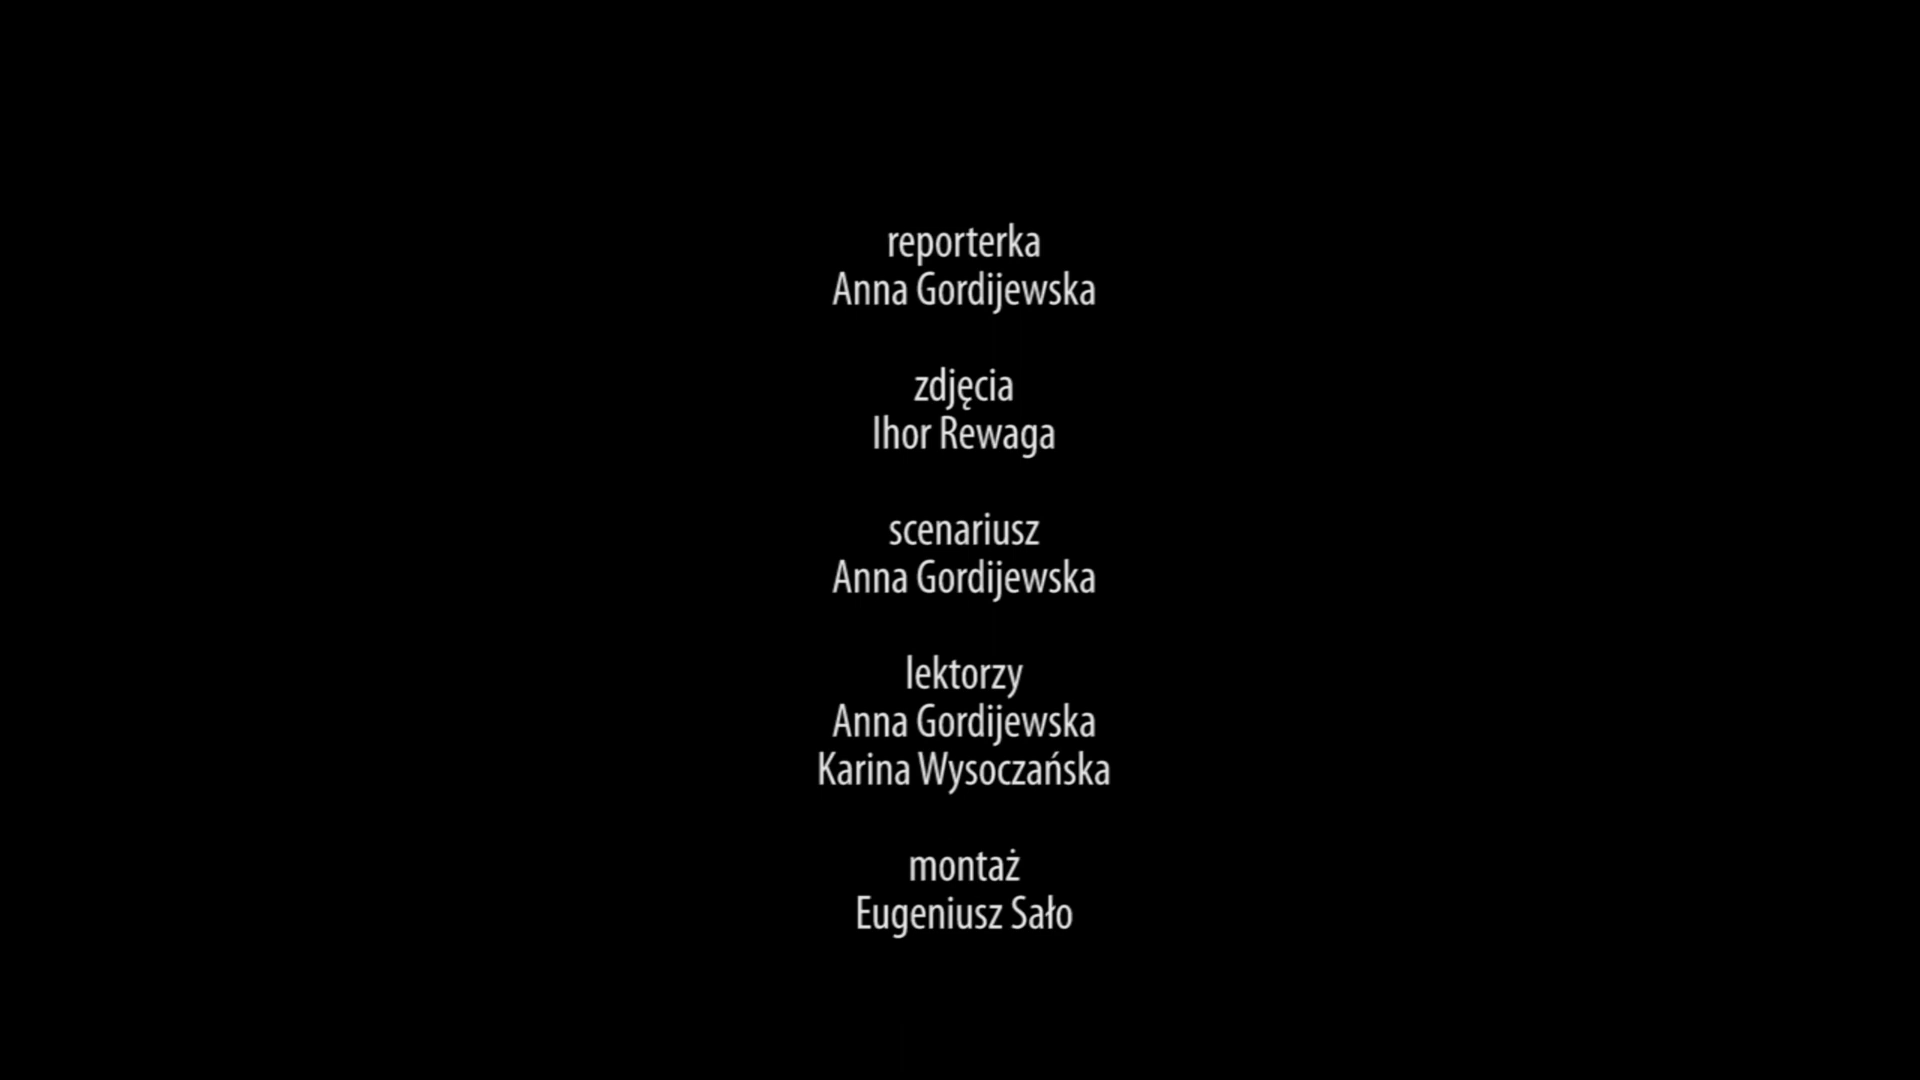 reporterka
Anna Gordijewska
zdjęcia
Ihor Rewaga
scenariusz
Anna Gordijewska
lektorzy
Anna Gordijewska
Karina Wysoczańska
montaż
Eugeniusz Sało